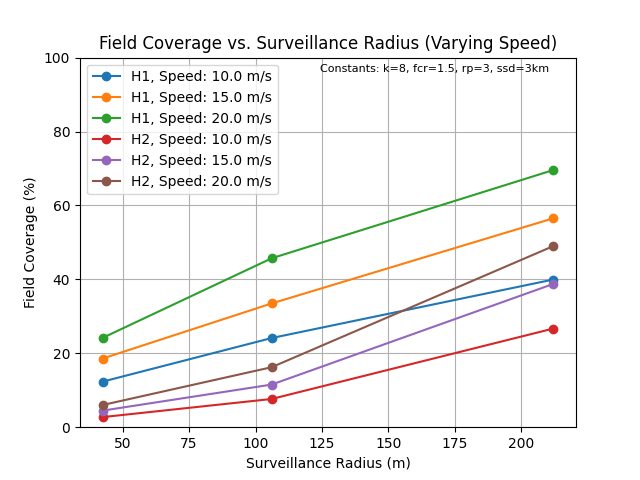 Field Coverage vs. Surveillance Radius (Varying Speed)
Constants: k=8, fcr=1.5, rp=3, ssd=3km
H1, Speed: 10.0 m/s
H1, Speed: 15.0 m/s
H1, Speed: 20.0 m/s
H2, Speed: 10.0 m/s
H2, Speed: 15.0 m/s
H2, Speed: 20.0 m/s
Field Coverage (%)
100
80
60
40
20
0
50
75
100
125
150
175
200
Surveillance Radius (m)